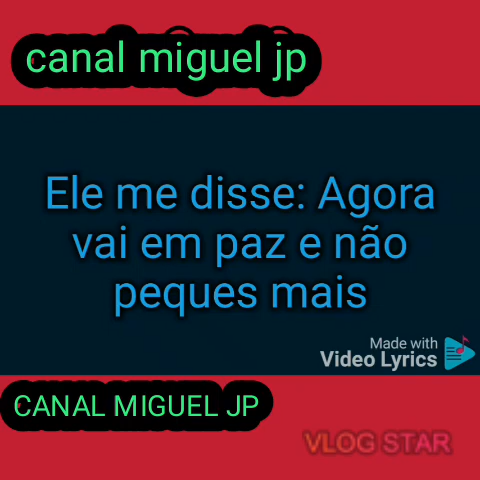 canal miguel jp
Ele me disse: Agora
vai em paz e não
peques mais
Made with
Video Lyrics
CANAL MIGUEL JP
VLOG STAR